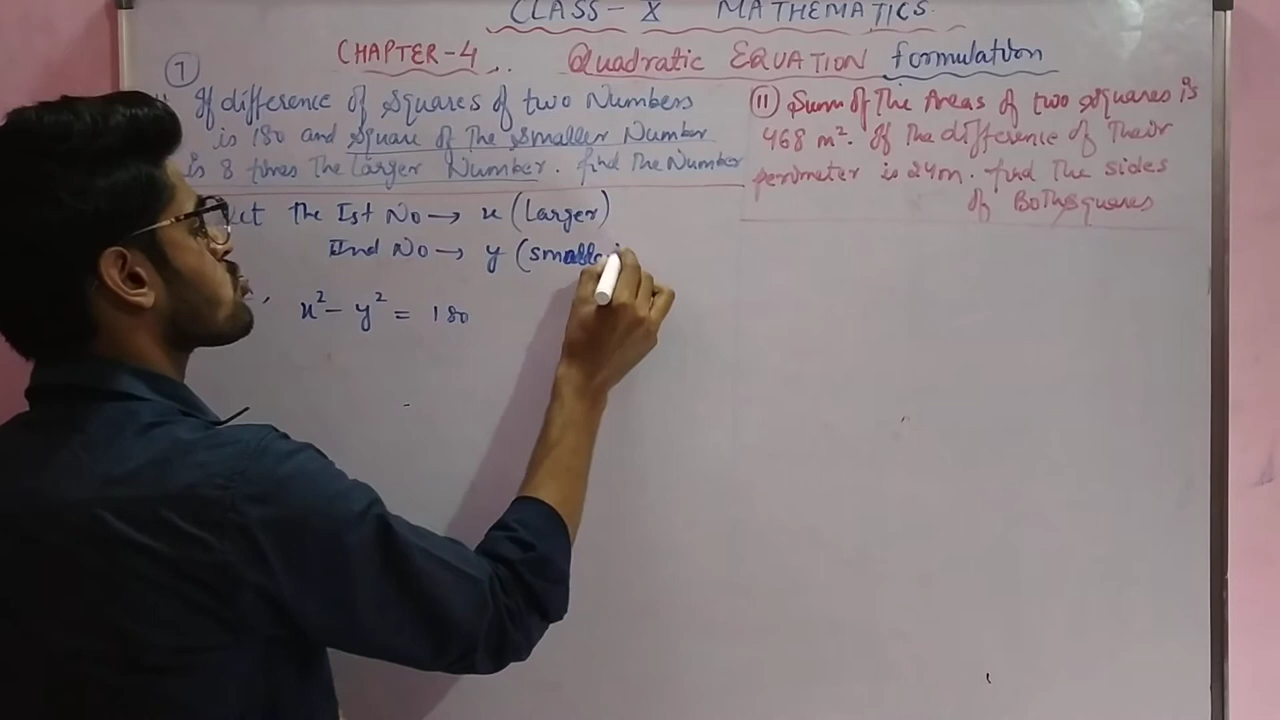 CLASS - X MATHEMATICS
CHAPTER-4 .. Quadratic EQUATION formulation
7
If difference of squares of two Numbers
is 180 and square of The smaller Number
is 8 times The larger Number. find The Number
Let The Ist No → x (Larger)
IInd No → y (smaller
x² - y² = 180
11 Sum of The Areas of two squares is
468 m². If The difference of Their
perimeter is 24m. find The sides
of Both squares